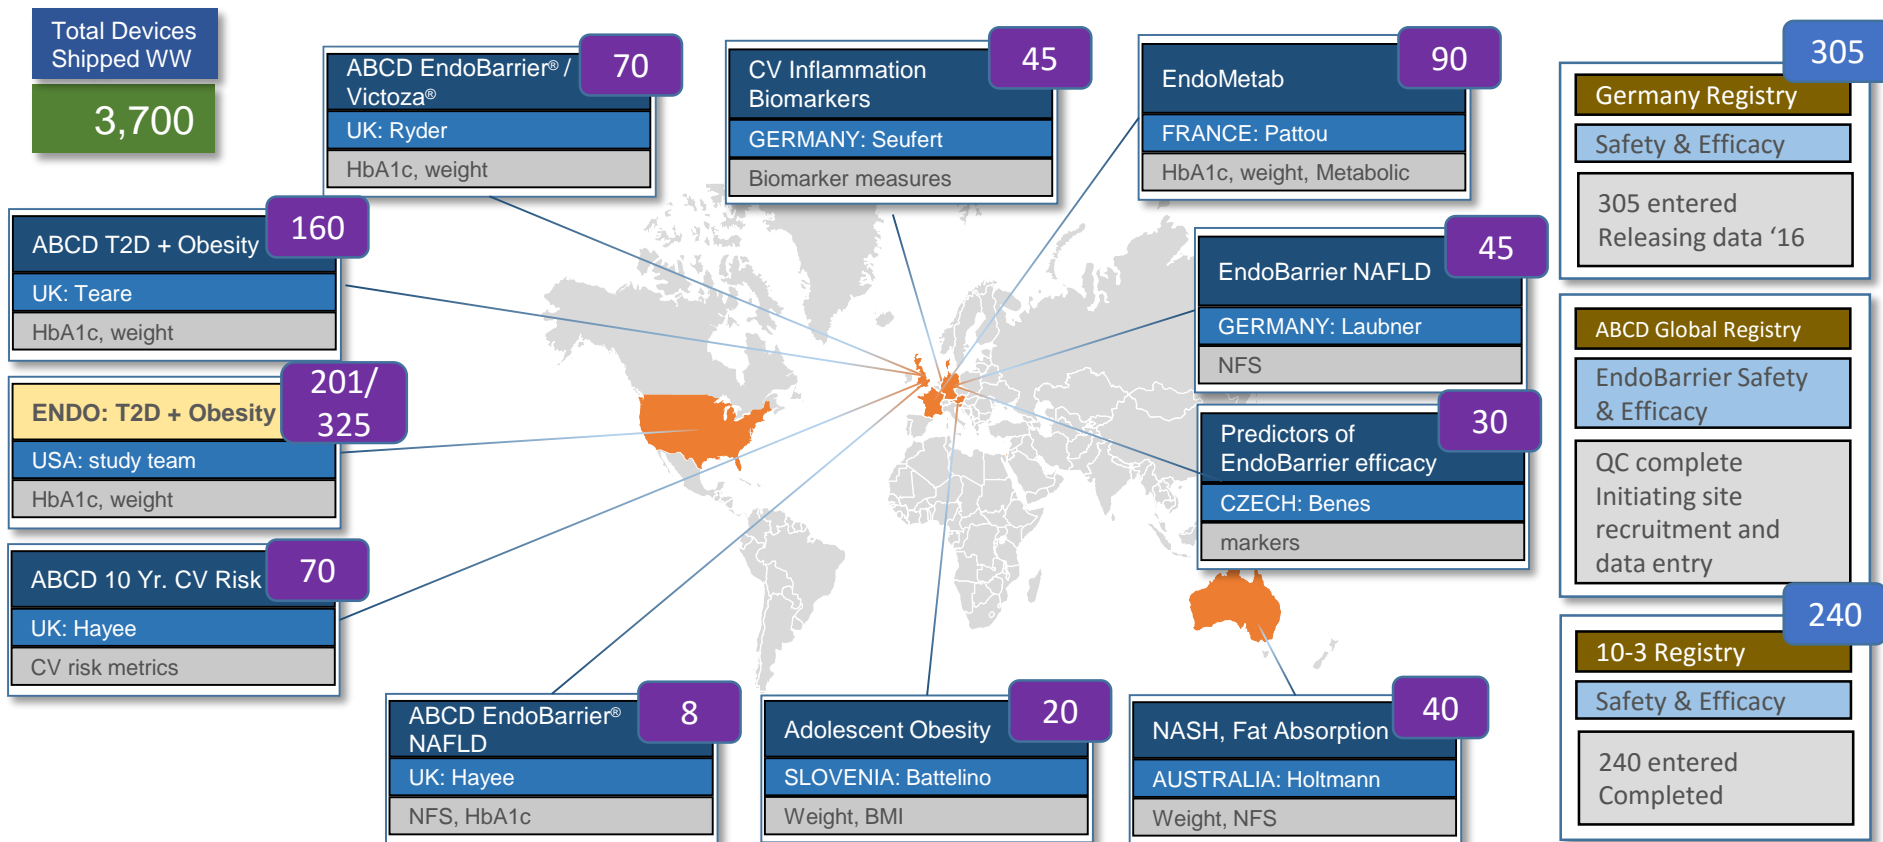 Total Devices
Shipped WW
3,700
ABCD EndoBarrier® /
Victoza®
70
UK: Ryder
HbA1c, weight
CV Inflammation
Biomarkers
45
GERMANY: Seufert
Biomarker measures
EndoMetab
90
FRANCE: Pattou
HbA1c, weight, Metabolic
305
Germany Registry
Safety & Efficacy
305 entered
Releasing data ‘16
ABCD T2D + Obesity
160
UK: Teare
HbA1c, weight
EndoBarrier NAFLD
45
GERMANY: Laubner
NFS
ABCD Global Registry
EndoBarrier Safety
& Efficacy
QC complete
Initiating site
recruitment and
data entry
ENDO: T2D + Obesity
201/
325
USA: study team
HbA1c, weight
Predictors of
EndoBarrier efficacy
30
CZECH: Benes
markers
ABCD 10 Yr. CV Risk
70
UK: Hayee
CV risk metrics
240
10-3 Registry
Safety & Efficacy
240 entered
Completed
ABCD EndoBarrier®
NAFLD
8
UK: Hayee
NFS, HbA1c
Adolescent Obesity
20
SLOVENIA: Battelino
Weight, BMI
NASH, Fat Absorption
40
AUSTRALIA: Holtmann
Weight, NFS